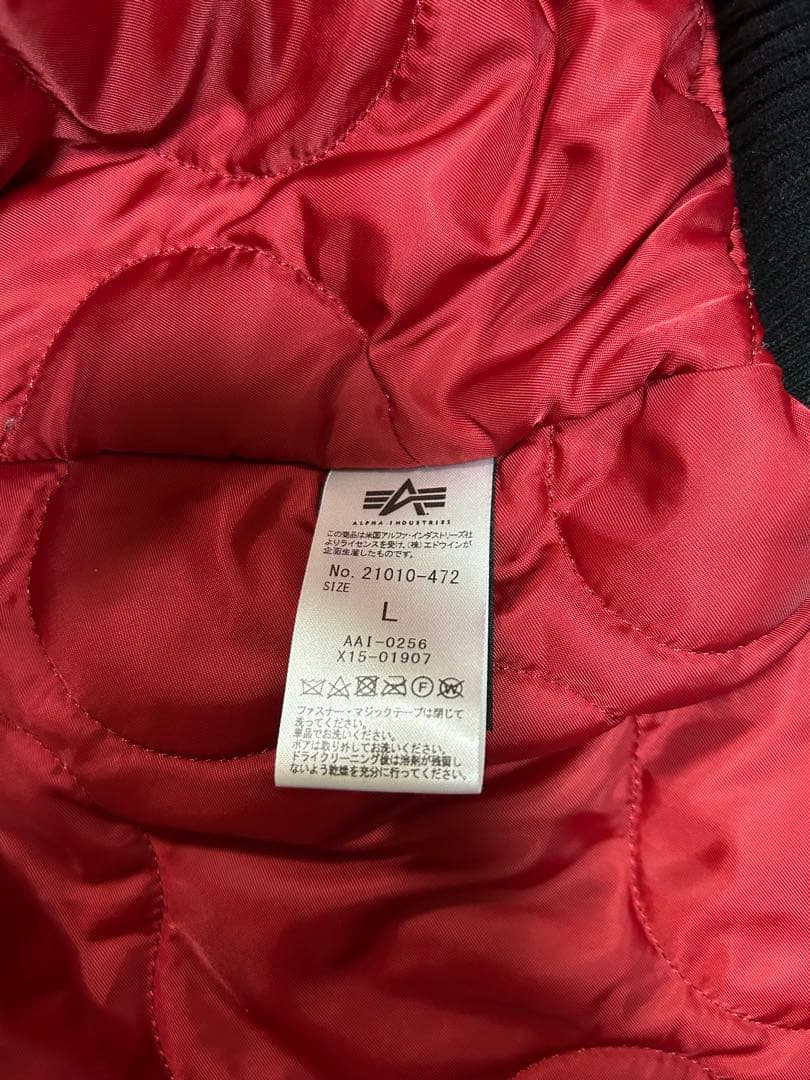 ALPHA INDUSTRIES
この商品は米国アルファ・インダストリーズ社
よりライセンスを受け、(株)エドウインが
企画生産したものです。
No. 21010-472
SIZE
L
AAI-0256
X15-01907
F W
ファスナー・マジックテープは閉じて
洗ってください。
単品でお洗いください。
ボアは取り外してお洗いください。
ドライクリーニング後は溶剤が残留し
ないよう乾燥を充分に行ってください。